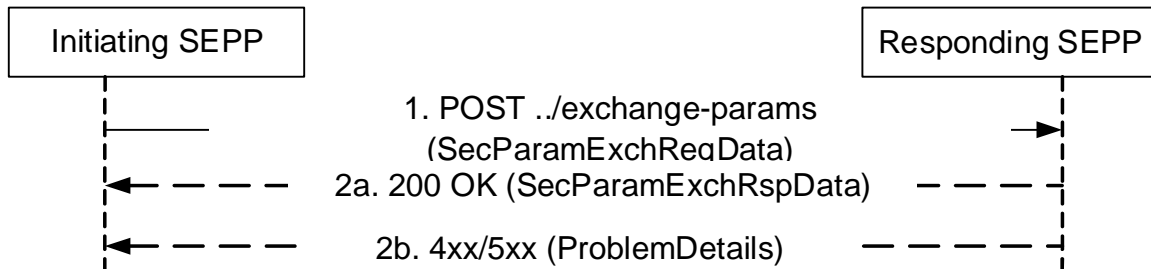 Initiating SEPP
Responding SEPP
1. POST ../exchange-params
(SecParamExchReqData)
2a. 200 OK (SecParamExchRspData)
2b. 4xx/5xx (ProblemDetails)